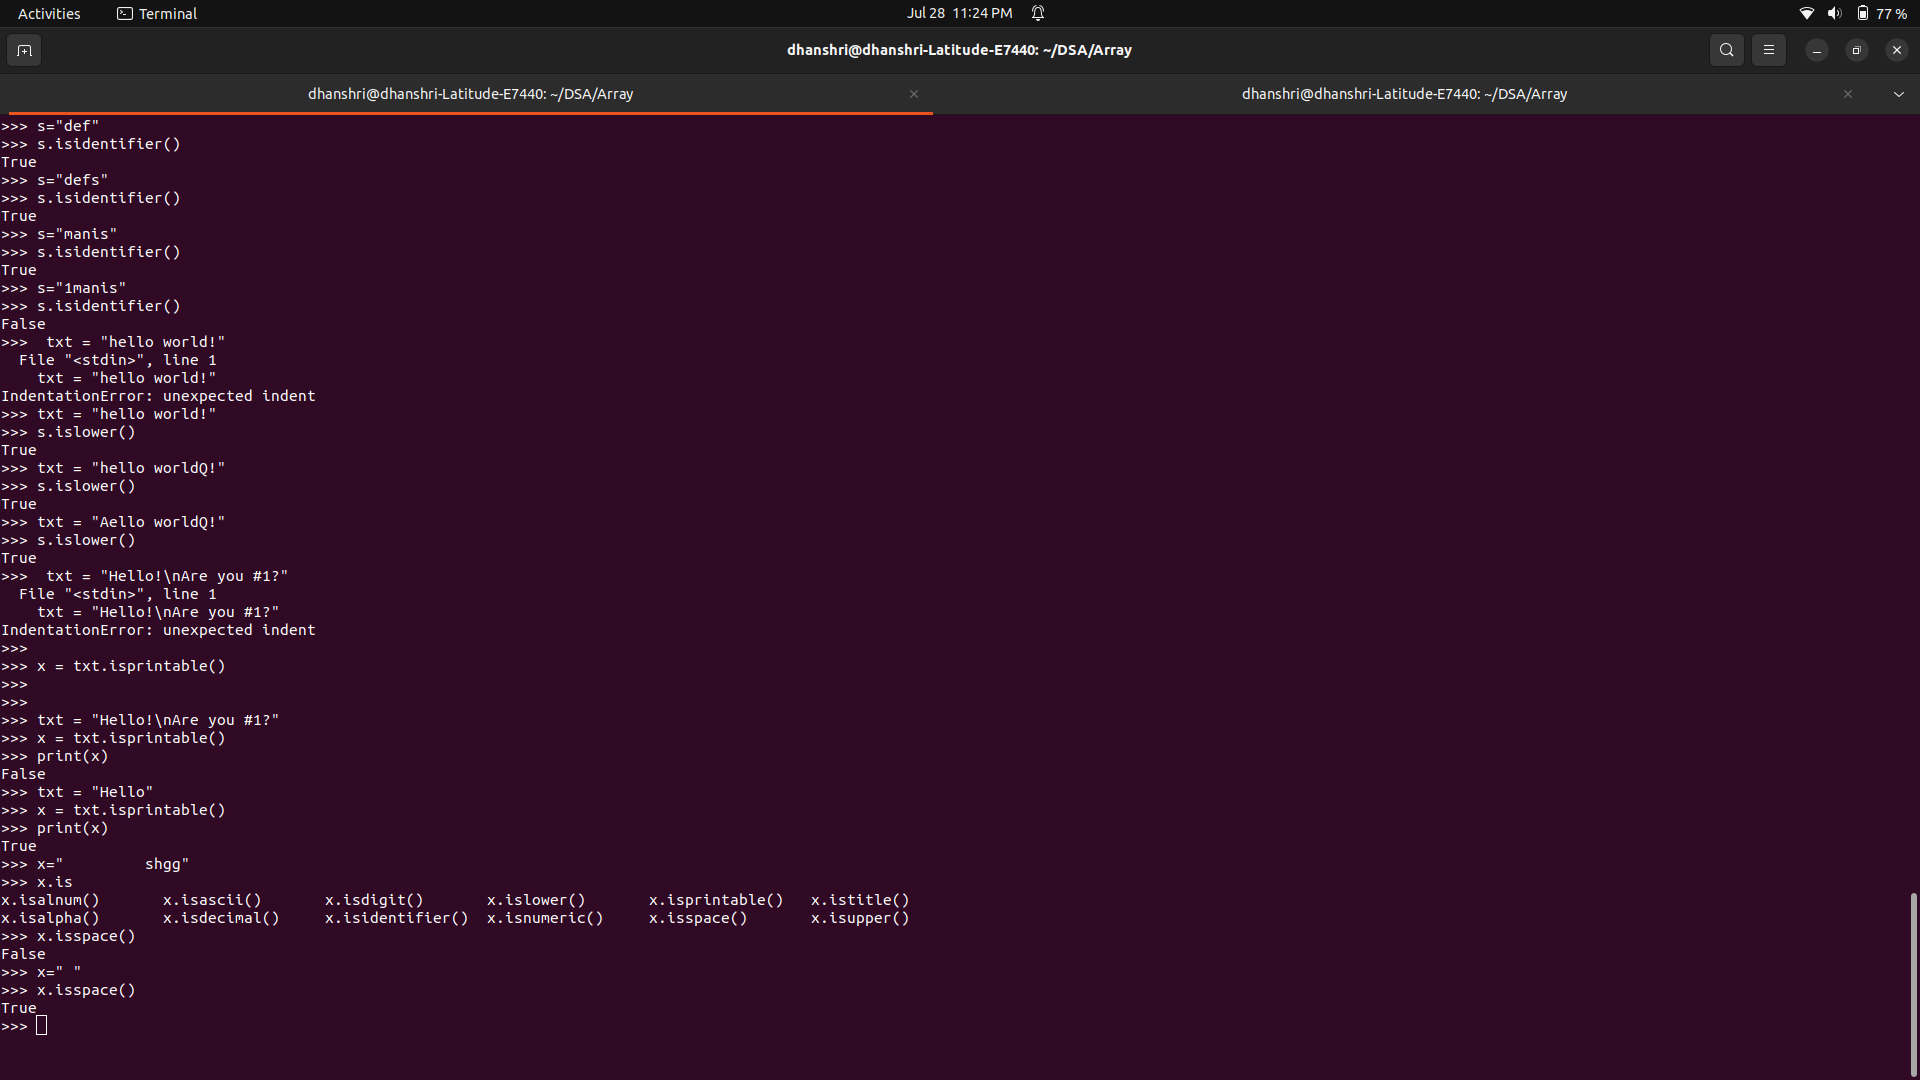 Activities Terminal Jul 28 11:24 PM 77 %
dhanshri@dhanshri-Latitude-E7440: ~/DSA/Array
dhanshri@dhanshri-Latitude-E7440: ~/DSA/Array dhanshri@dhanshri-Latitude-E7440: ~/DSA/Array
>>> s="def"
>>> s.isidentifier()
True
>>> s="defs"
>>> s.isidentifier()
True
>>> s="manis"
>>> s.isidentifier()
True
>>> s="1manis"
>>> s.isidentifier()
False
>>>  txt = "hello world!"
  File "<stdin>", line 1
    txt = "hello world!"
IndentationError: unexpected indent
>>> txt = "hello world!"
>>> s.islower()
True
>>> txt = "hello worldQ!"
>>> s.islower()
True
>>> txt = "Aello worldQ!"
>>> s.islower()
True
>>>  txt = "Hello!\nAre you #1?"
  File "<stdin>", line 1
    txt = "Hello!\nAre you #1?"
IndentationError: unexpected indent
>>>
>>> x = txt.isprintable()
>>>
>>>
>>> txt = "Hello!\nAre you #1?"
>>> x = txt.isprintable()
>>> print(x)
False
>>> txt = "Hello"
>>> x = txt.isprintable()
>>> print(x)
True
>>> x="         shgg"
>>> x.is
x.isalnum()       x.isascii()       x.isdigit()       x.islower()       x.isprintable()   x.istitle()
x.isalpha()       x.isdecimal()     x.isidentifier()  x.isnumeric()     x.isspace()       x.isupper()
>>> x.isspace()
False
>>> x=" "
>>> x.isspace()
True
>>>